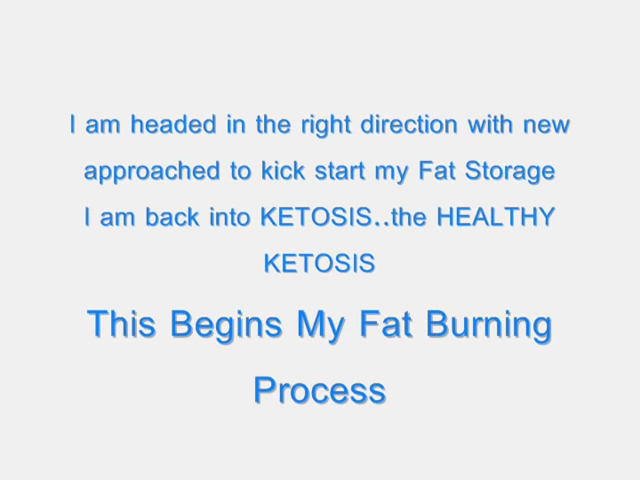 I am headed in the right direction with new
approached to kick start my Fat Storage
I am back into KETOSIS..the HEALTHY
KETOSIS
This Begins My Fat Burning
Process